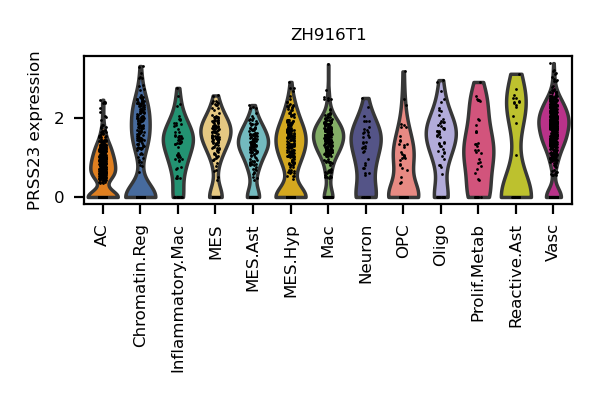 ZH916T1
PRSS23 expression
2
0
AC
Chromatin.Reg
Inflammatory.Mac
MES
MES.Ast
MES.Hyp
Mac
Neuron
OPC
Oligo
Prolif.Metab
Reactive.Ast
Vasc